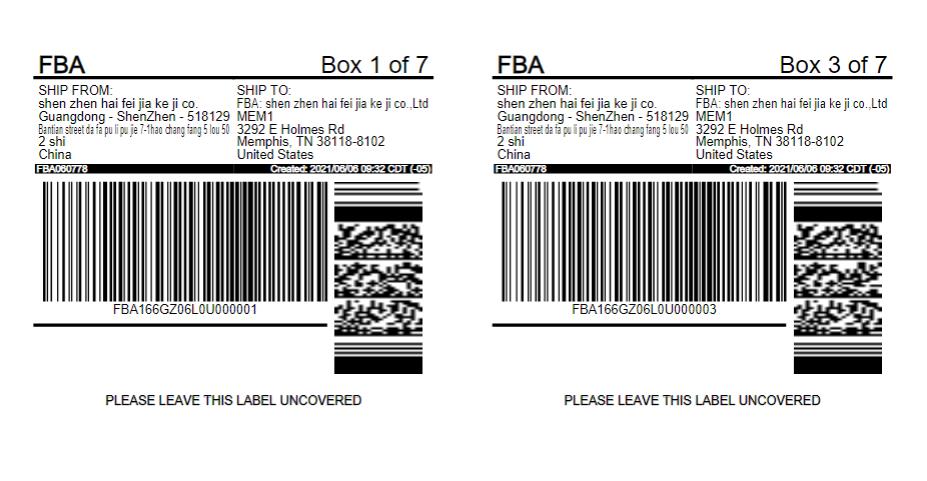 FBA Box 1 of 7
SHIP FROM:
shen zhen hai fei jia ke ji co.
Guangdong - ShenZhen - 518129
Bantian street da fa pu li pu jie 7-1hao chang fang 5 lou 50
2 shi
China
SHIP TO:
FBA: shen zhen hai fei jia ke ji co.,Ltd
MEM1
3292 E Holmes Rd
Memphis, TN 38118-8102
United States
FBA060778 Created: 2021/06/06 09:32 CDT (-05)
FBA166GZ06L0U000001
PLEASE LEAVE THIS LABEL UNCOVERED
FBA Box 3 of 7
SHIP FROM:
shen zhen hai fei jia ke ji co.
Guangdong - ShenZhen - 518129
Bantian street da fa pu li pu jie 7-1hao chang fang 5 lou 50
2 shi
China
SHIP TO:
FBA: shen zhen hai fei jia ke ji co.,Ltd
MEM1
3292 E Holmes Rd
Memphis, TN 38118-8102
United States
FBA060778 Created: 2021/06/06 09:32 CDT (-05)
FBA166GZ06L0U000003
PLEASE LEAVE THIS LABEL UNCOVERED